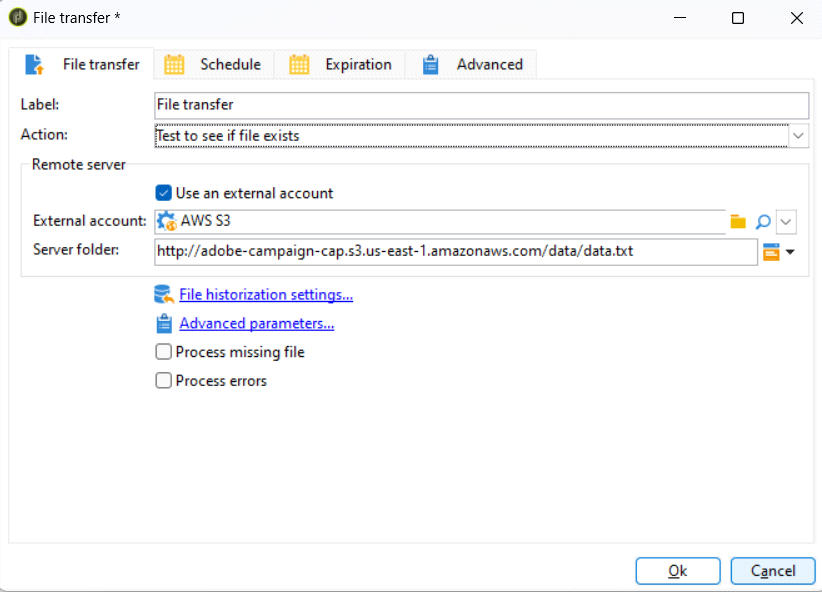 File transfer *
File transfer Schedule Expiration Advanced
Label: File transfer
Action: Test to see if file exists
Remote server
Use an external account
External account: AWS S3
Server folder: http://adobe-campaign-cap.s3.us-east-1.amazonaws.com/data/data.txt
File historization settings...
Advanced parameters...
Process missing file
Process errors
Ok Cancel